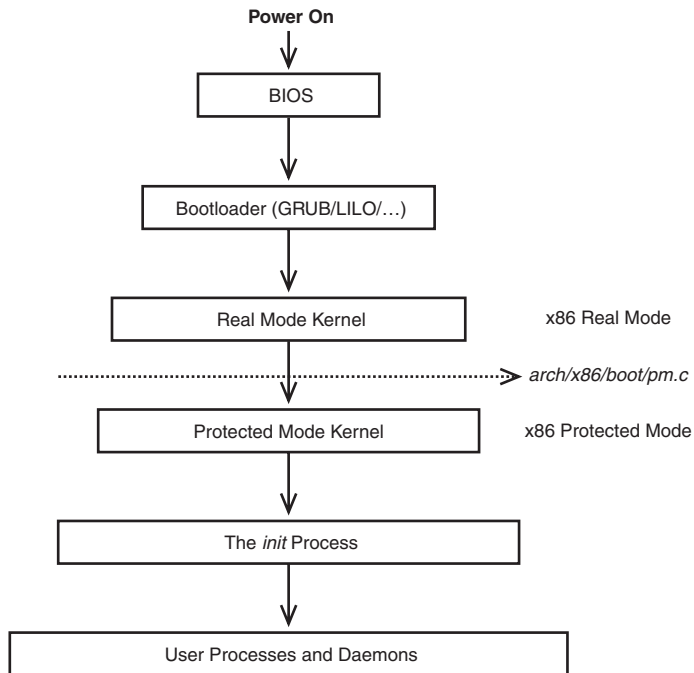 Power On
BIOS
Bootloader (GRUB/LILO/…)
Real Mode Kernel
x86 Real Mode
arch/x86/boot/pm.c
Protected Mode Kernel
x86 Protected Mode
The init Process
User Processes and Daemons